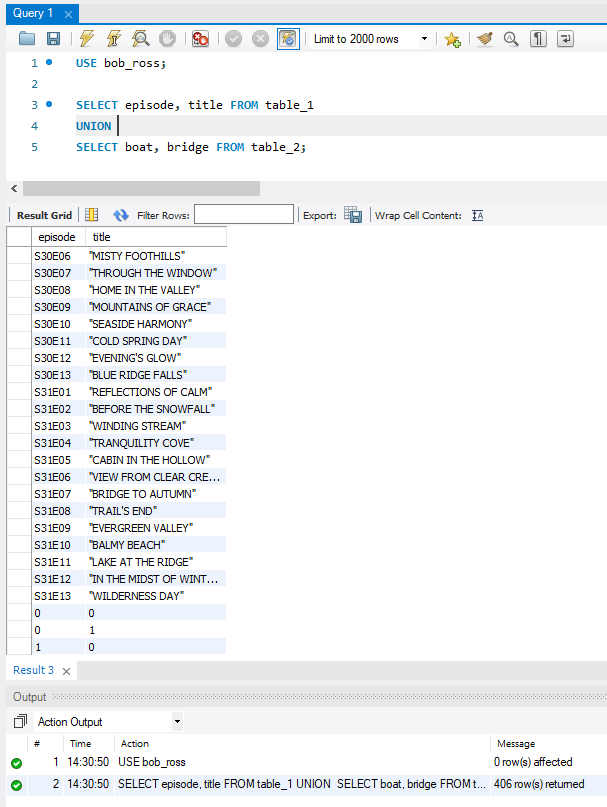 Query 1
Limit to 2000 rows
1 USE bob_ross;
2
3 SELECT episode, title FROM table_1
4 UNION
5 SELECT boat, bridge FROM table_2;
Result Grid Filter Rows: Export: Wrap Cell Content:
episode title
S30E06 "MISTY FOOTHILLS"
S30E07 "THROUGH THE WINDOW"
S30E08 "HOME IN THE VALLEY"
S30E09 "MOUNTAINS OF GRACE"
S30E10 "SEASIDE HARMONY"
S30E11 "COLD SPRING DAY"
S30E12 "EVENING'S GLOW"
S30E13 "BLUE RIDGE FALLS"
S31E01 "REFLECTIONS OF CALM"
S31E02 "BEFORE THE SNOWFALL"
S31E03 "WINDING STREAM"
S31E04 "TRANQUILITY COVE"
S31E05 "CABIN IN THE HOLLOW"
S31E06 "VIEW FROM CLEAR CRE...
S31E07 "BRIDGE TO AUTUMN"
S31E08 "TRAIL'S END"
S31E09 "EVERGREEN VALLEY"
S31E10 "BALMY BEACH"
S31E11 "LAKE AT THE RIDGE"
S31E12 "IN THE MIDST OF WINT...
S31E13 "WILDERNESS DAY"
0 0
0 1
1 0
Result 3
Output
Action Output
# Time Action Message
1 14:30:50 USE bob_ross 0 row(s) affected
2 14:30:50 SELECT episode, title FROM table_1 UNION SELECT boat, bridge FROM t... 406 row(s) returned